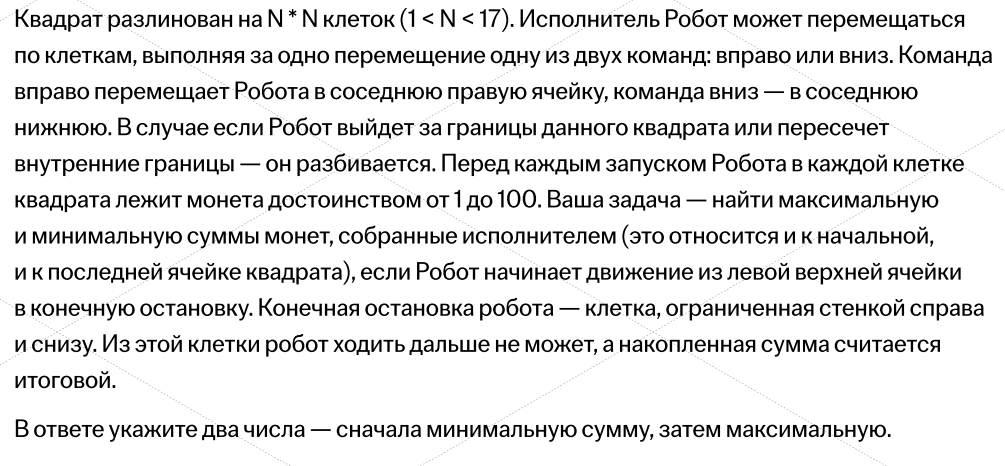 Квадрат разлинован на N * N клеток (1 < N < 17). Исполнитель Робот может перемещаться
по клеткам, выполняя за одно перемещение одну из двух команд: вправо или вниз. Команда
вправо перемещает Робота в соседнюю правую ячейку, команда вниз — в соседнюю
нижнюю. В случае если Робот выйдет за границы данного квадрата или пересечет
внутренние границы — он разбивается. Перед каждым запуском Робота в каждой клетке
квадрата лежит монета достоинством от 1 до 100. Ваша задача — найти максимальную
и минимальную суммы монет, собранные исполнителем (это относится и к начальной,
и к последней ячейке квадрата), если Робот начинает движение из левой верхней ячейки
в конечную остановку. Конечная остановка робота — клетка, ограниченная стенкой справа
и снизу. Из этой клетки робот ходить дальше не может, а накопленная сумма считается
итоговой.
В ответе укажите два числа — сначала минимальную сумму, затем максимальную.